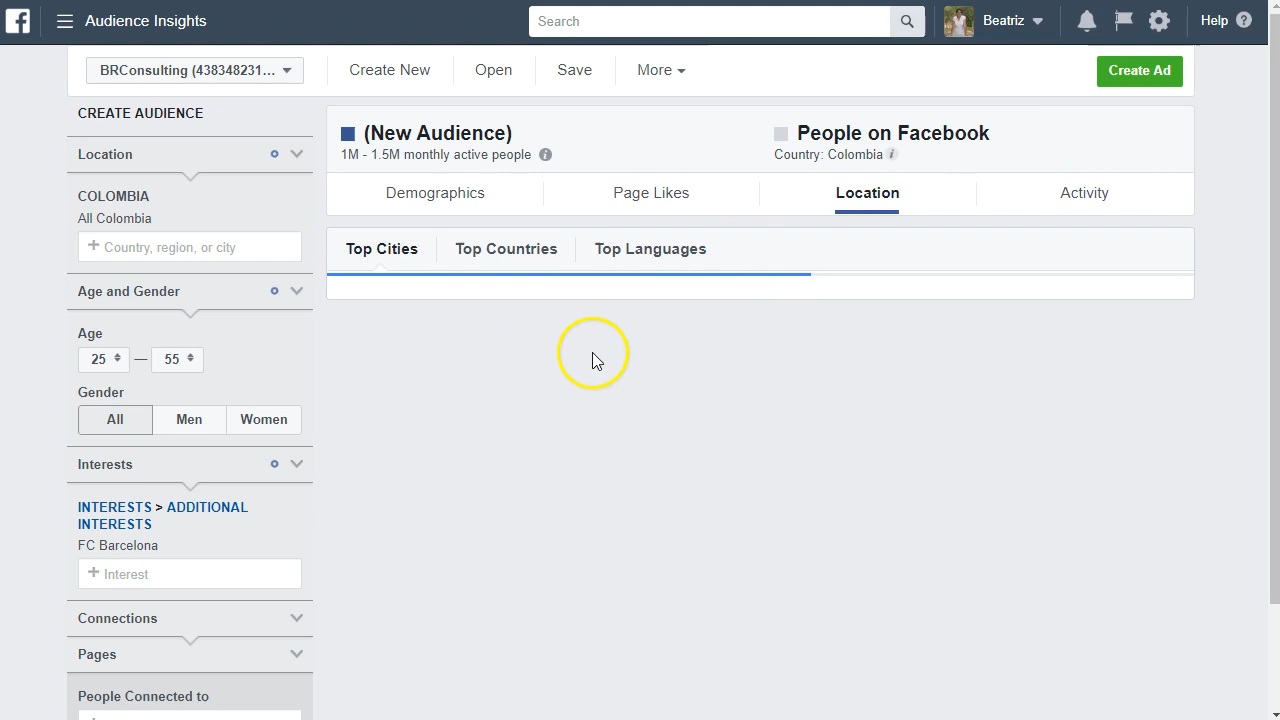 Audience Insights
Search
Beatriz
Help ?
BRConsulting (438348231...
Create New
Open
Save
More
Create Ad
CREATE AUDIENCE
Location
COLOMBIA
All Colombia
+ Country, region, or city
Age and Gender
Age
25 — 55
Gender
All
Men
Women
Interests
INTERESTS > ADDITIONAL
INTERESTS
FC Barcelona
+ Interest
Connections
Pages
People Connected to
(New Audience)
1M - 1.5M monthly active people i
People on Facebook
Country: Colombia i
Demographics
Page Likes
Location
Activity
Top Cities
Top Countries
Top Languages